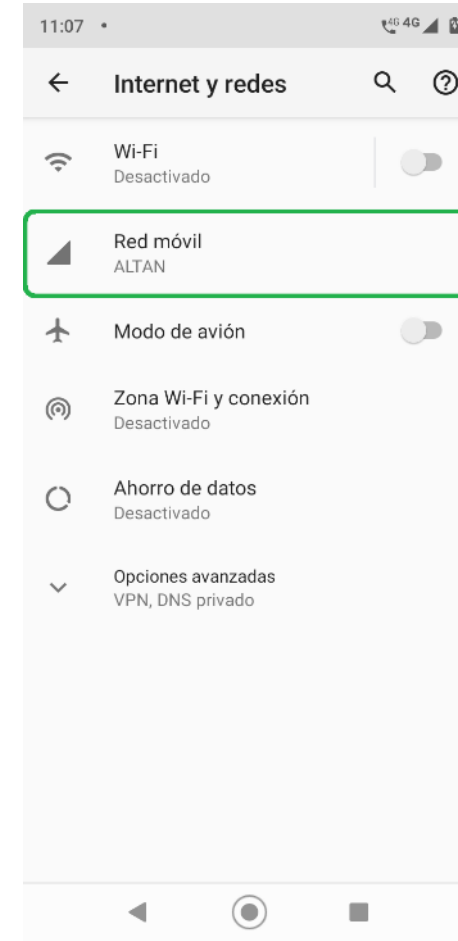 11:07
4G 4G
Internet y redes
Wi-Fi
Desactivado
Red móvil
ALTAN
Modo de avión
Zona Wi-Fi y conexión
Desactivado
Ahorro de datos
Desactivado
Opciones avanzadas
VPN, DNS privado